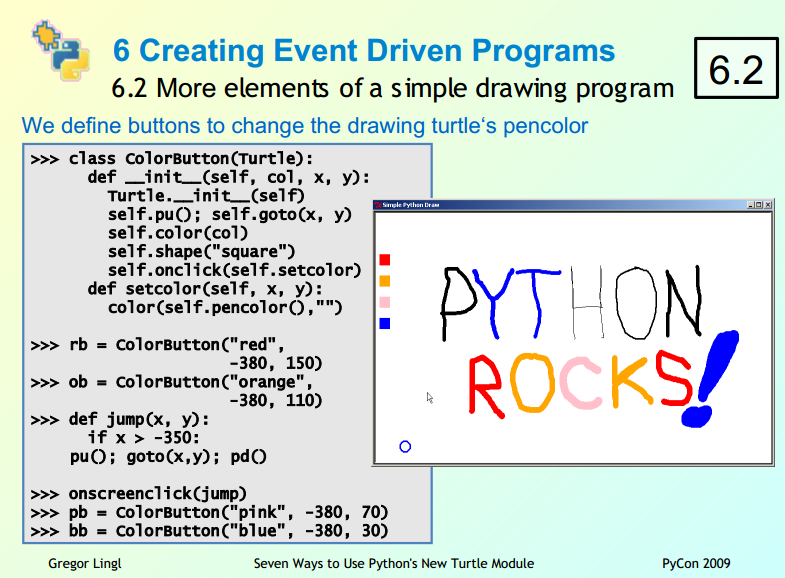 6 Creating Event Driven Programs
6.2 More elements of a simple drawing program
6.2
We define buttons to change the drawing turtle‘s pencolor
>>> class ColorButton(Turtle):
def __init__(self, col, x, y):
Turtle.__init__(self)
self.pu(); self.goto(x, y)
self.color(col)
self.shape("square")
self.onclick(self.setcolor)
def setcolor(self, x, y):
color(self.pencolor(),"")
>>> rb = ColorButton("red",
-380, 150)
>>> ob = ColorButton("orange",
-380, 110)
>>> def jump(x, y):
if x > -350:
pu(); goto(x,y); pd()
>>> onscreenclick(jump)
>>> pb = ColorButton("pink", -380, 70)
>>> bb = ColorButton("blue", -380, 30)
Simple Python Draw
PYTHON
ROCKS!
Gregor Lingl
Seven Ways to Use Python's New Turtle Module
PyCon 2009